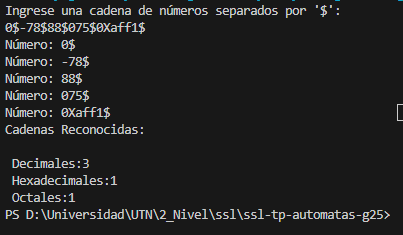 Ingrese una cadena de números separados por '$':
0$-78$88$075$0Xaff1$
Número: 0$
Número: -78$
Número: 88$
Número: 075$
Número: 0Xaff1$
Cadenas Reconocidas:
Decimales:3
Hexadecimales:1
Octales:1
PS D:\Universidad\UTN\2_Nivel\ssl\ssl-tp-automatas-g25>